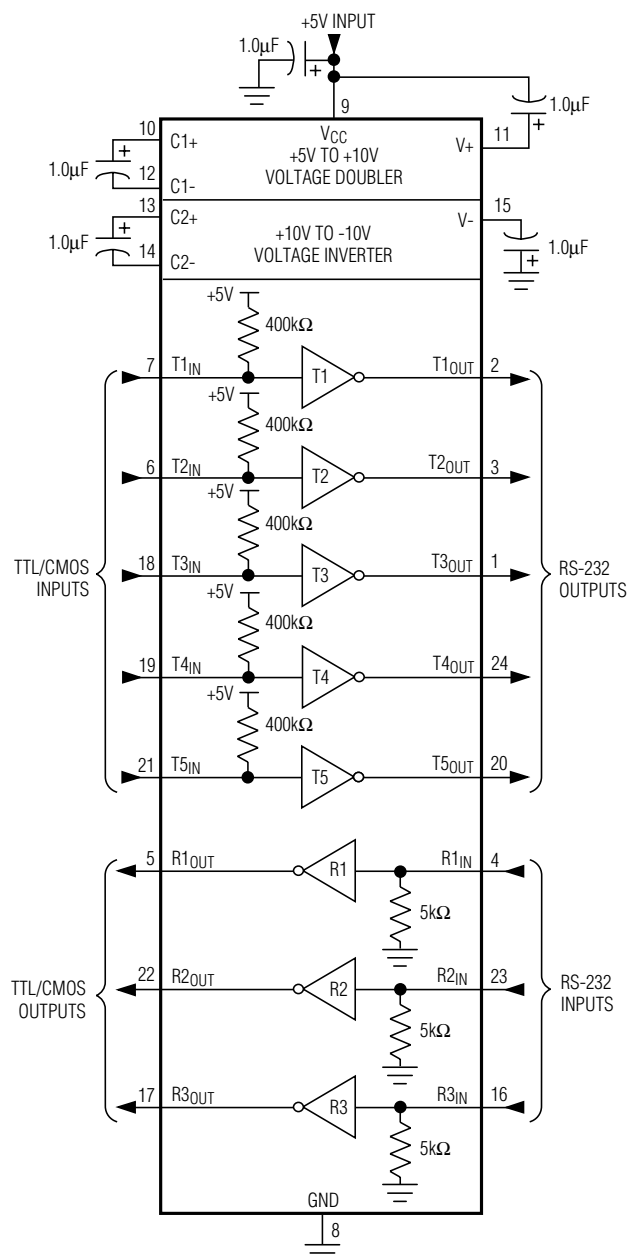 +5V INPUT
1.0µF
+
9
1.0µF
+
10
C1+
VCC
+5V TO +10V
VOLTAGE DOUBLER
V+
11
1.0µF
+
12
C1-
13
C2+
+10V TO -10V
VOLTAGE INVERTER
V-
15
1.0µF
+
14
C2-
+
1.0µF
+5V
400kΩ
7
T1IN
T1
T1OUT
2
+5V
400kΩ
6
T2IN
T2
T2OUT
3
+5V
400kΩ
TTL/CMOS
INPUTS
18
T3IN
T3
T3OUT
1
RS-232
OUTPUTS
+5V
400kΩ
19
T4IN
T4
T4OUT
24
+5V
400kΩ
21
T5IN
T5
T5OUT
20
5
R1OUT
R1
R1IN
4
5kΩ
TTL/CMOS
OUTPUTS
22
R2OUT
R2
R2IN
23
RS-232
INPUTS
5kΩ
17
R3OUT
R3
R3IN
16
5kΩ
GND
8